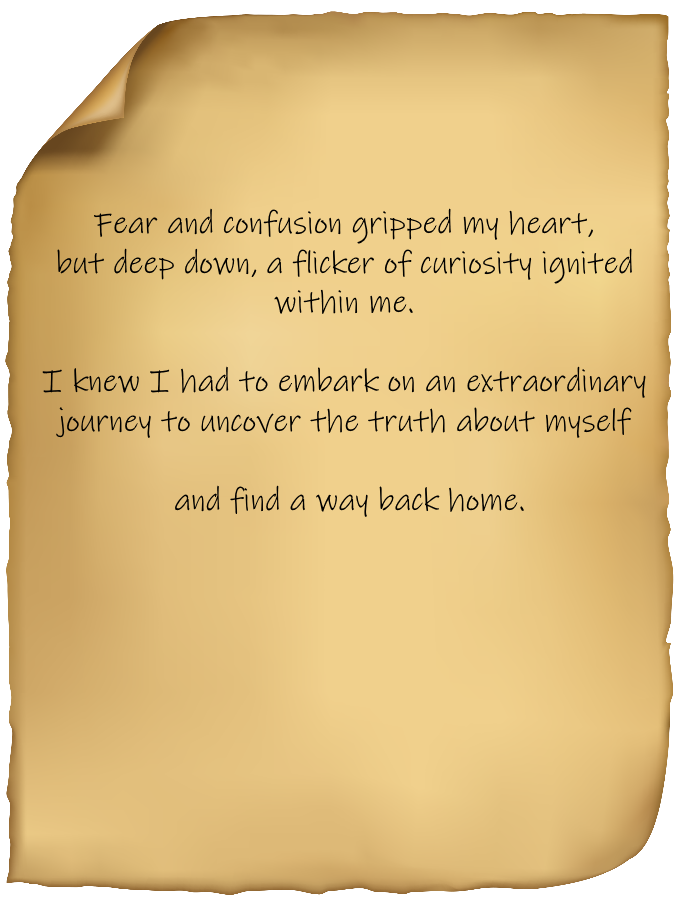 Fear and confusion gripped my heart,
but deep down, a flicker of curiosity ignited
within me.
I knew I had to embark on an extraordinary
journey to uncover the truth about myself
and find a way back home.